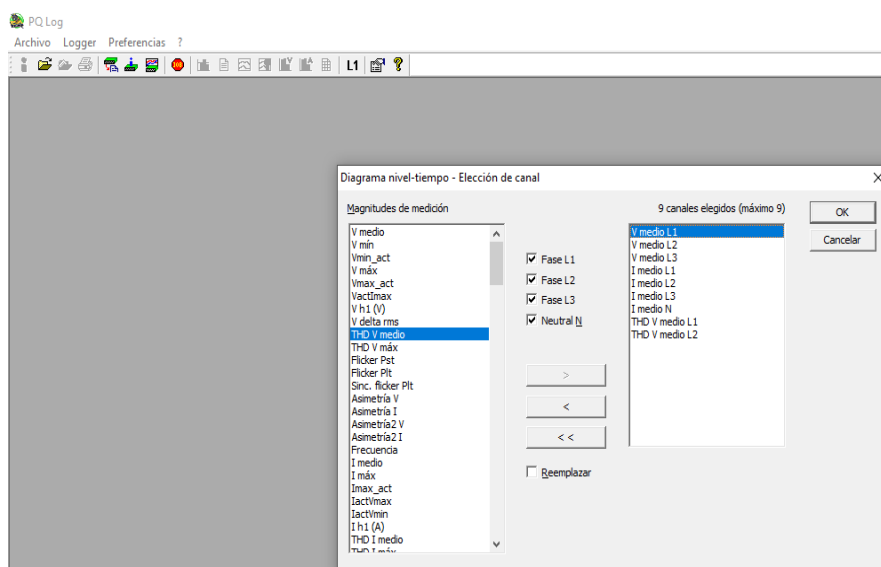 PQ Log
Archivo Logger Preferencias ?
L1
Diagrama nivel-tiempo - Elección de canal
Magnitudes de medición
9 canales elegidos (máximo 9)
OK
Cancelar
V medio
V mín
Vmin_act
V máx
Vmax_act
VactImax
V h1 (V)
V delta rms
THD V medio
THD V máx
Flicker Pst
Flicker Plt
Sinc. flicker Plt
Asimetría V
Asimetría I
Asimetría2 V
Asimetría2 I
Frecuencia
I medio
I máx
Imax_act
IactVmax
IactVmin
I h1 (A)
THD I medio
THD I máx
Fase L1
Fase L2
Fase L3
Neutral N
>
<
< <
Reemplazar
V medio L1
V medio L2
V medio L3
I medio L1
I medio L2
I medio L3
I medio N
THD V medio L1
THD V medio L2